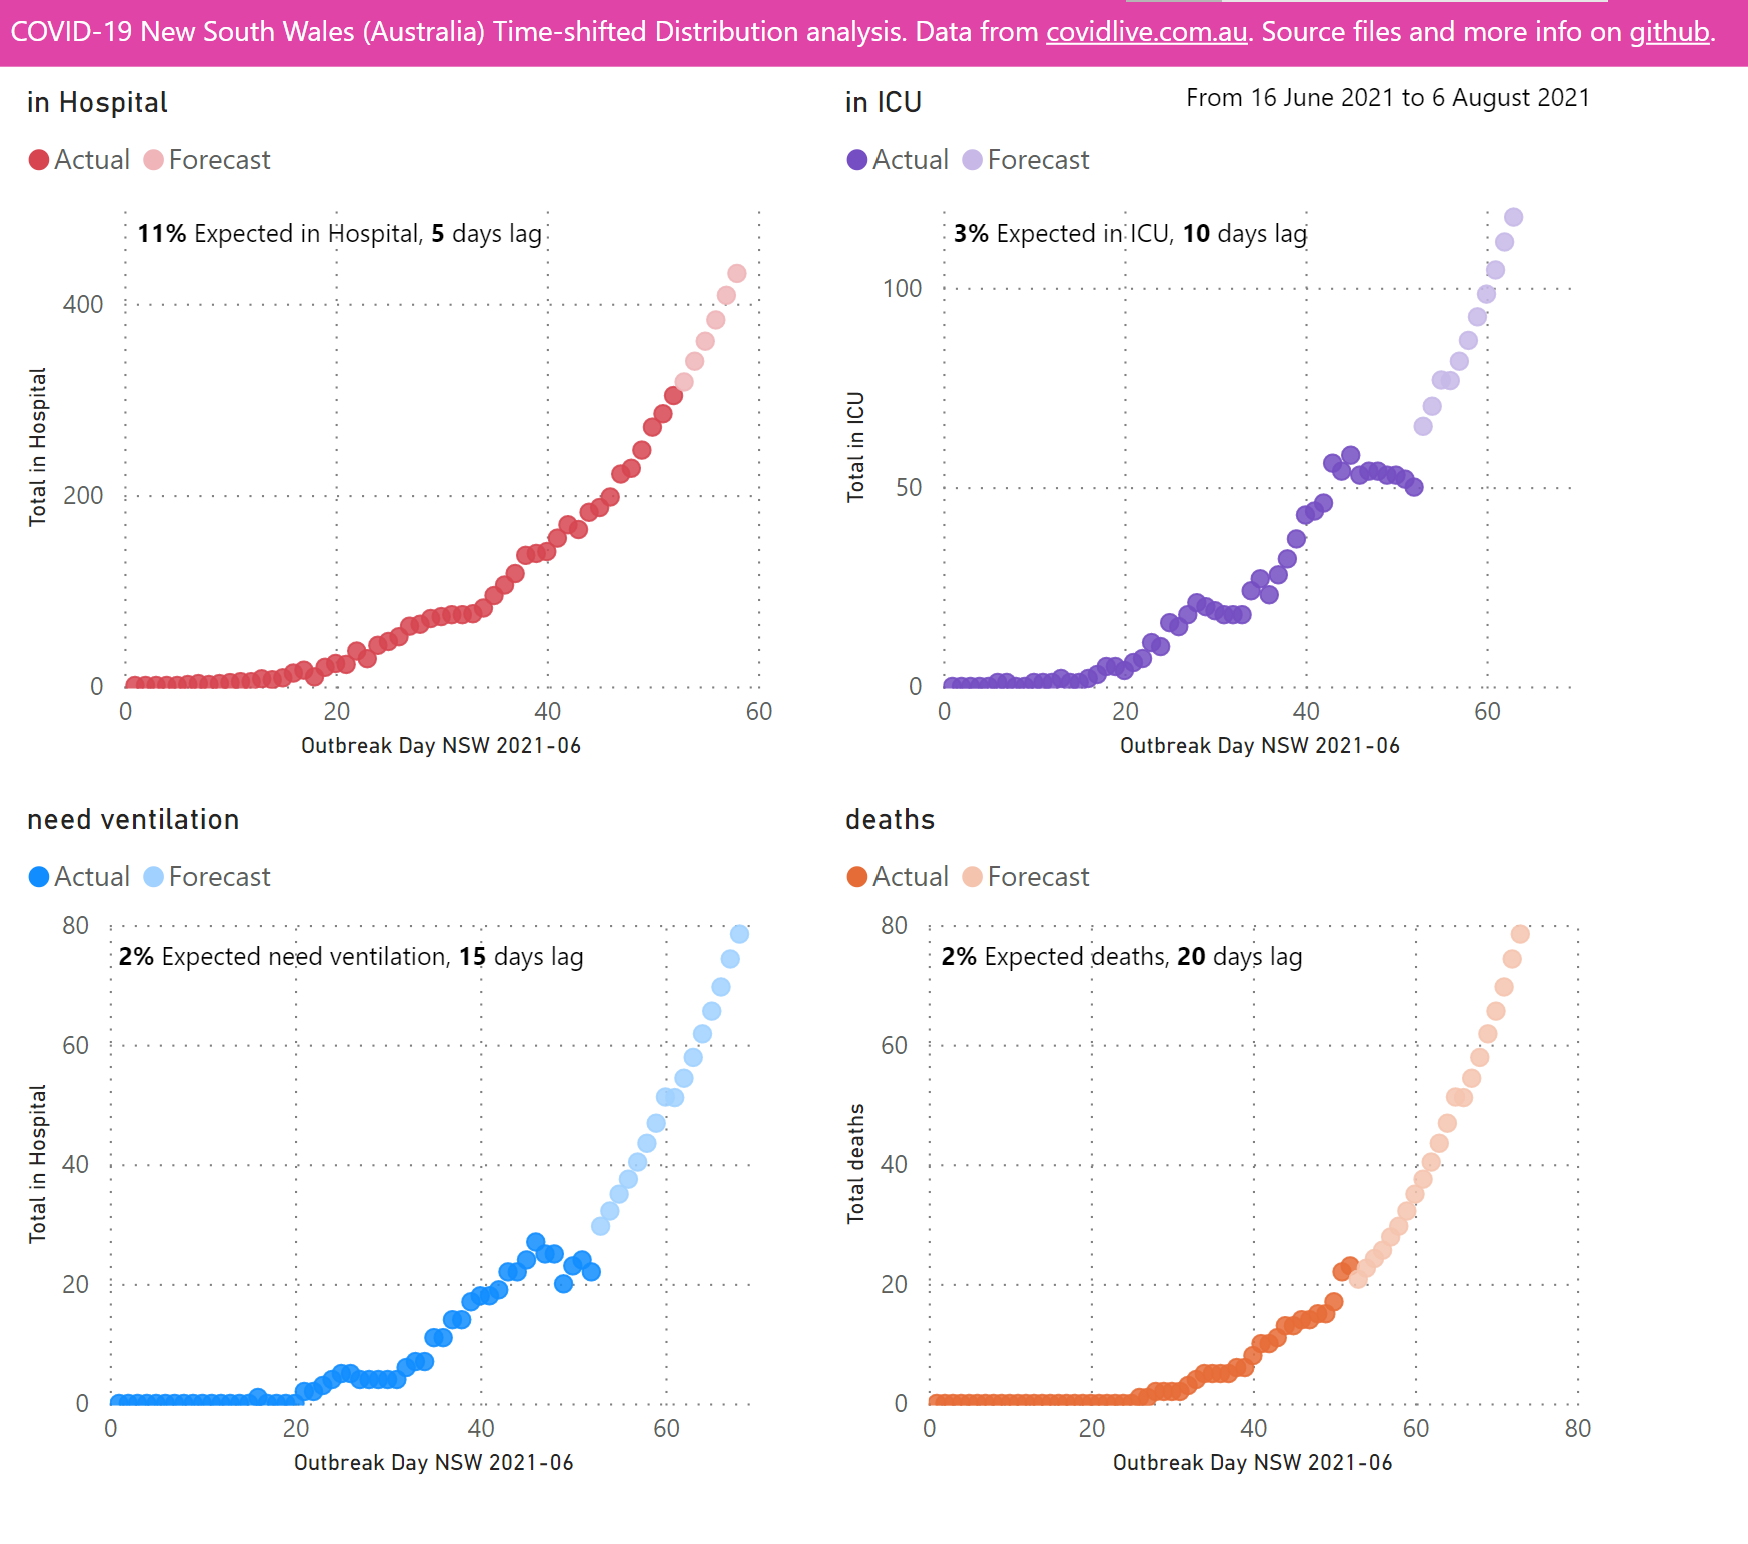 COVID-19 New South Wales (Australia) Time-shifted Distribution analysis. Data from covidlive.com.au. Source files and more info on github.
in Hospital
Actual Forecast
11% Expected in Hospital, 5 days lag
400
200
0
0 20 40 60
Total in Hospital
Outbreak Day NSW 2021-06
in ICU
From 16 June 2021 to 6 August 2021
Actual Forecast
3% Expected in ICU, 10 days lag
100
50
0
0 20 40 60
Total in ICU
Outbreak Day NSW 2021-06
need ventilation
Actual Forecast
80
2% Expected need ventilation, 15 days lag
60
40
20
0
0 20 40 60
Total in Hospital
Outbreak Day NSW 2021-06
deaths
Actual Forecast
80
2% Expected deaths, 20 days lag
60
40
20
0
0 20 40 60 80
Total deaths
Outbreak Day NSW 2021-06